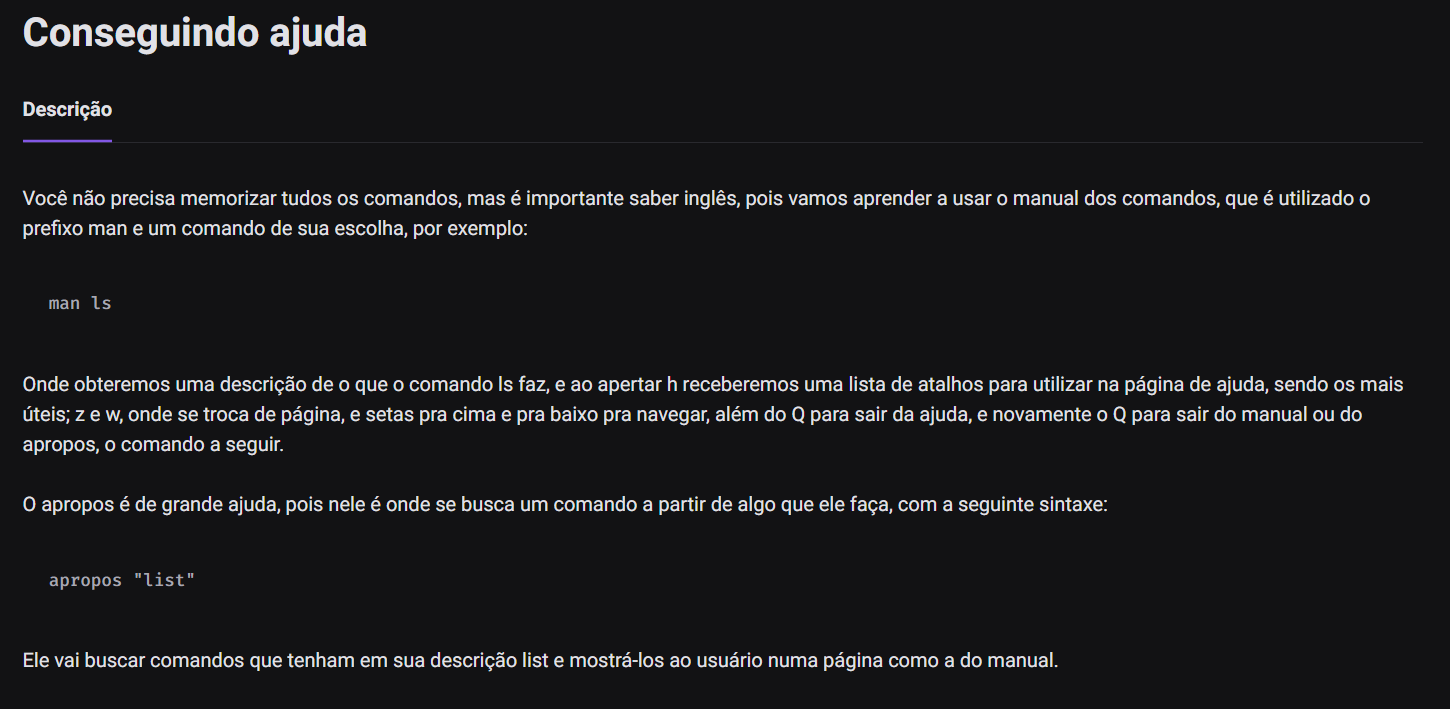 Conseguindo ajuda
Descrição
Você não precisa memorizar tudos os comandos, mas é importante saber inglês, pois vamos aprender a usar o manual dos comandos, que é utilizado o
prefixo man e um comando de sua escolha, por exemplo:
man ls
Onde obteremos uma descrição de o que o comando ls faz, e ao apertar h receberemos uma lista de atalhos para utilizar na página de ajuda, sendo os mais
úteis; z e w, onde se troca de página, e setas pra cima e pra baixo pra navegar, além do Q para sair da ajuda, e novamente o Q para sair do manual ou do
apropos, o comando a seguir.
O apropos é de grande ajuda, pois nele é onde se busca um comando a partir de algo que ele faça, com a seguinte sintaxe:
apropos "list"
Ele vai buscar comandos que tenham em sua descrição list e mostrá-los ao usuário numa página como a do manual.